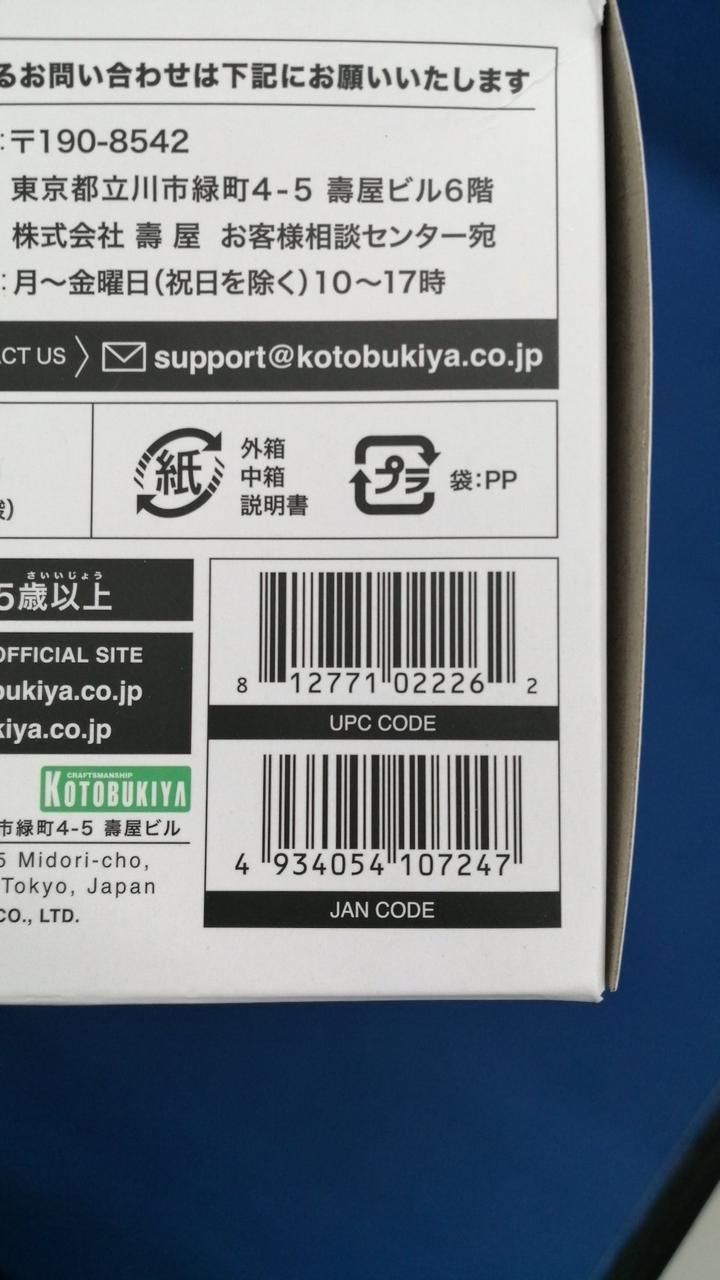 るお問い合わせは下記にお願いいたします
:〒190-8542
東京都立川市緑町4-5 壽屋ビル6階
株式会社 壽 屋 お客様相談センター宛
:月〜金曜日(祝日を除く)10〜17時
ACT US support@kotobukiya.co.jp
紙
外箱
中箱
説明書
プラ
袋:PP
)
さいいじょう
5歳以上
OFFICIAL SITE
bukiya.co.jp
kiya.co.jp
8 12771 02226 2
UPC CODE
CRAFTSMANSHIP
KOTOBUKIYA
市緑町4-5 壽屋ビル
5 Midori-cho,
Tokyo, Japan
CO., LTD.
4 934054 107247
JAN CODE